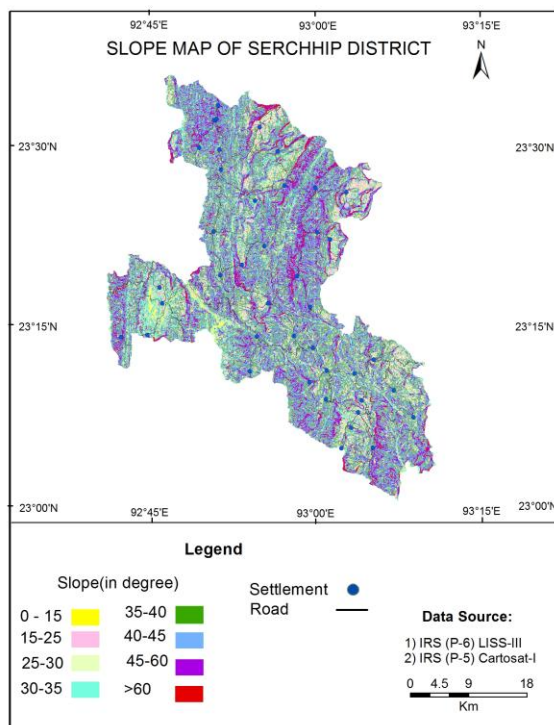 92°45'E 93°00'E 93°15'E
SLOPE MAP OF SERCHHIP DISTRICT
N
23°30'N 23°30'N
23°15'N 23°15'N
23°00'N 23°00'N
92°45'E 93°00'E 93°15'E
Legend
Slope(in degree)
0 - 15
15-25
25-30
30-35
35-40
40-45
45-60
>60
Settlement
Road
Data Source:
1) IRS (P-6) LISS-III
2) IRS (P-5) Cartosat-I
0 4.5 9 18
Km